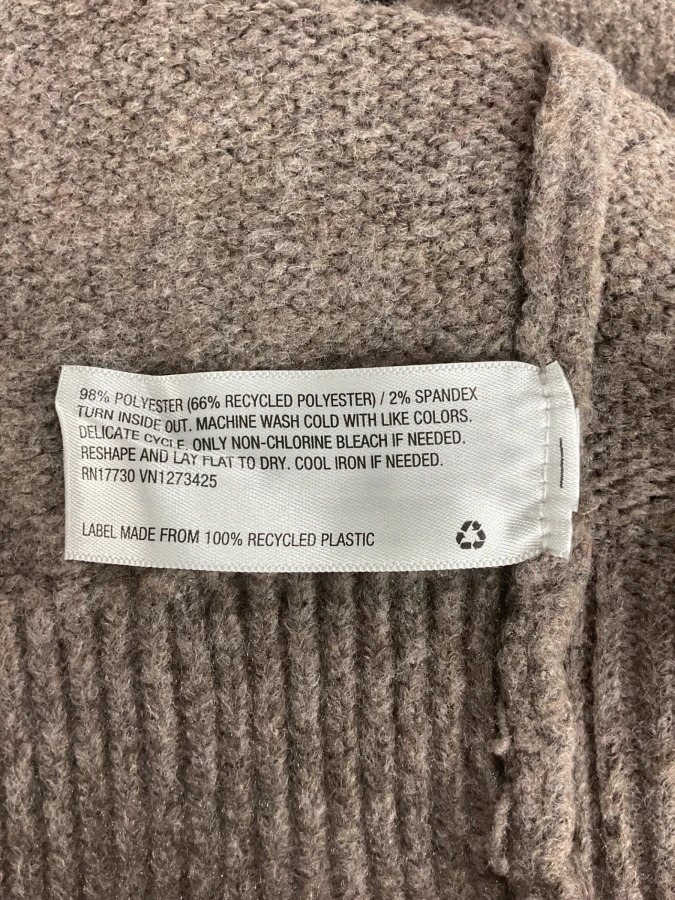 98% POLYESTER (66% RECYCLED POLYESTER) / 2% SPANDEX
TURN INSIDE OUT. MACHINE WASH COLD WITH LIKE COLORS.
DELICATE CYCLE. ONLY NON-CHLORINE BLEACH IF NEEDED.
RESHAPE AND LAY FLAT TO DRY. COOL IRON IF NEEDED.
RN17730 VN1273425
LABEL MADE FROM 100% RECYCLED PLASTIC